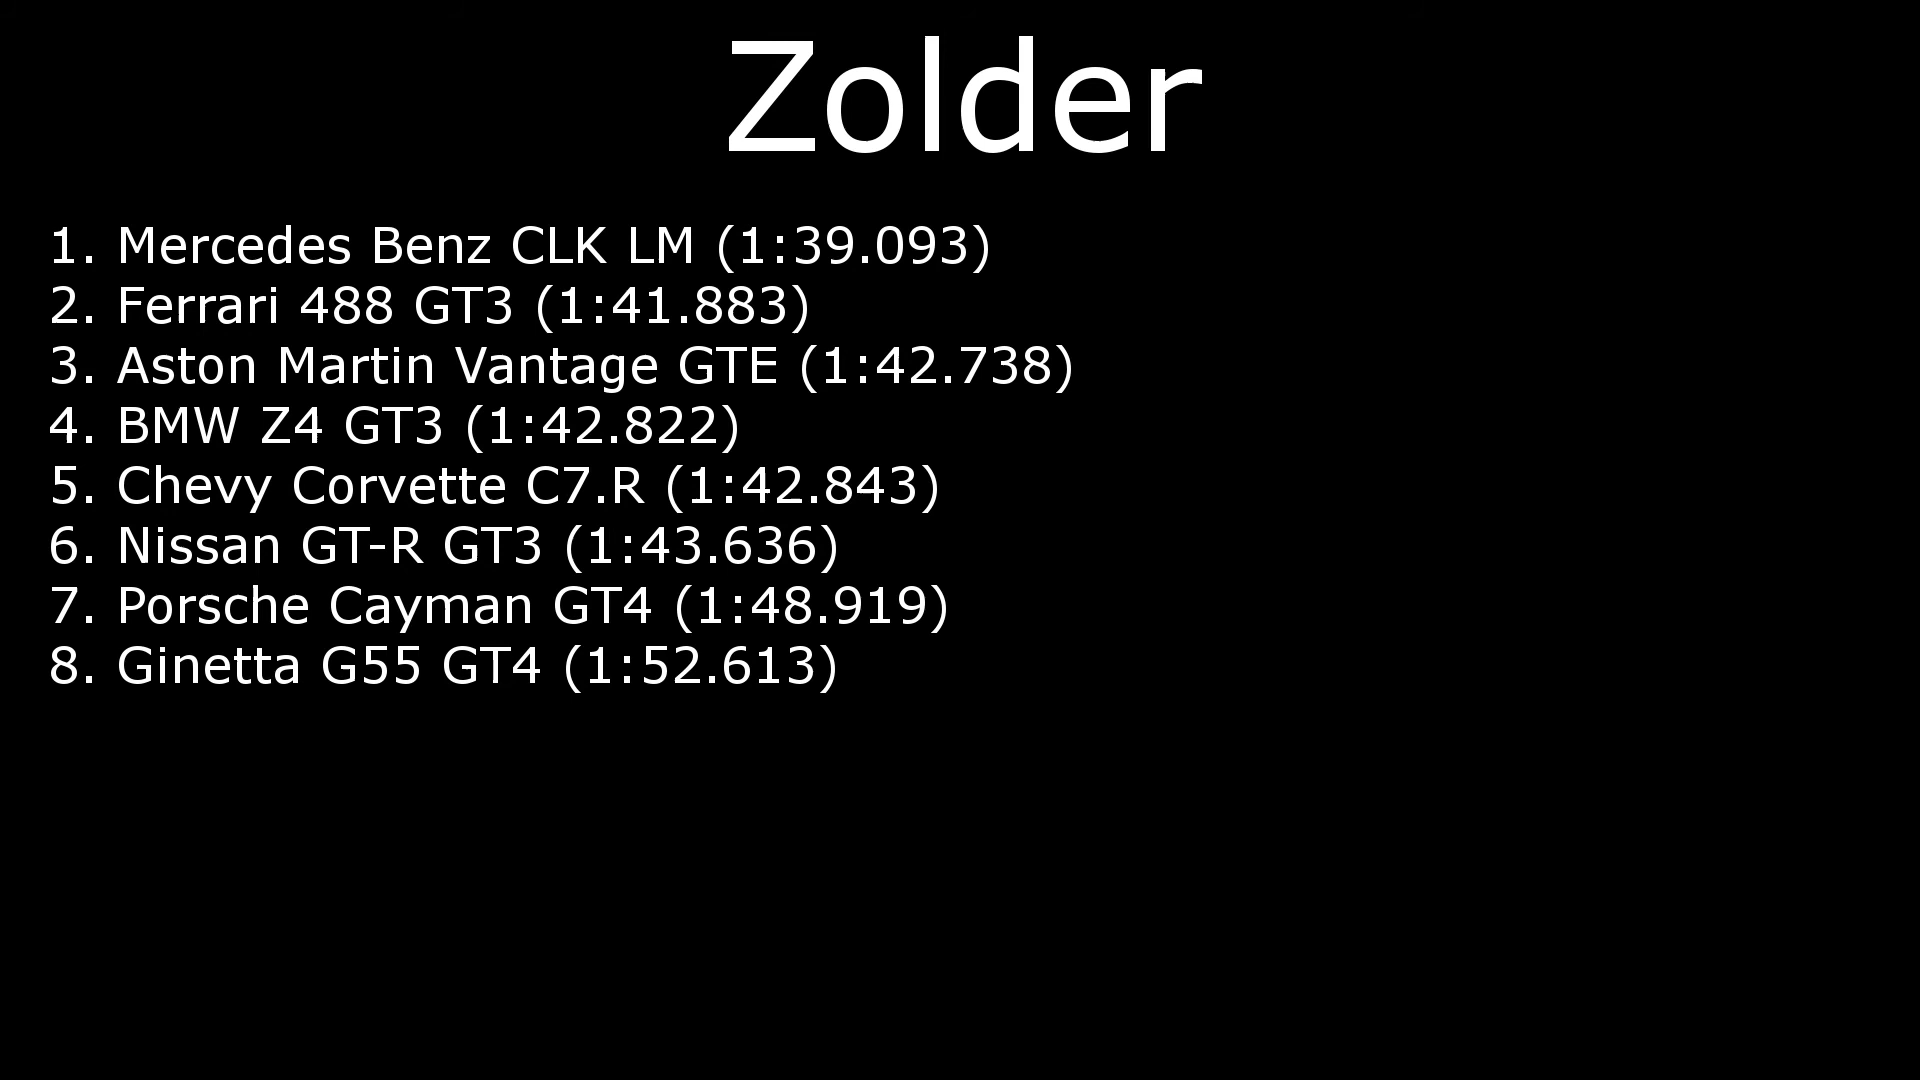 Zolder
1. Mercedes Benz CLK LM (1:39.093)
2. Ferrari 488 GT3 (1:41.883)
3. Aston Martin Vantage GTE (1:42.738)
4. BMW Z4 GT3 (1:42.822)
5. Chevy Corvette C7.R (1:42.843)
6. Nissan GT-R GT3 (1:43.636)
7. Porsche Cayman GT4 (1:48.919)
8. Ginetta G55 GT4 (1:52.613)